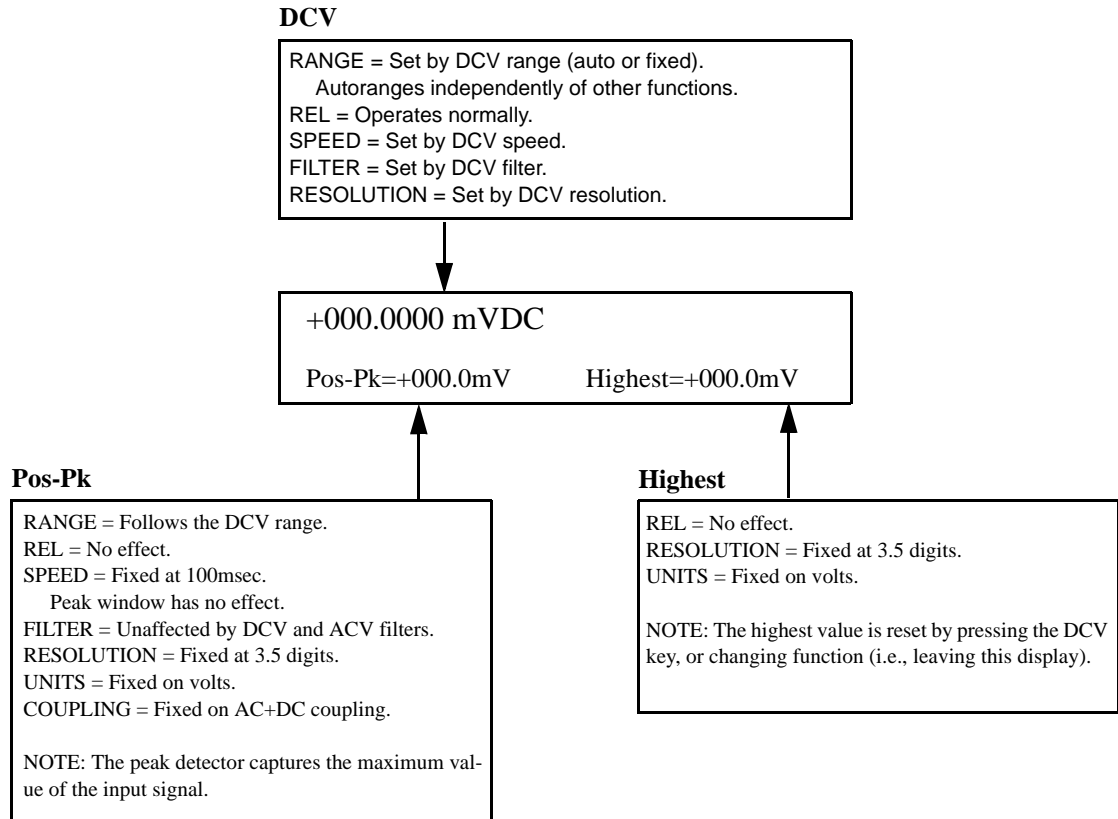 DCV
RANGE = Set by DCV range (auto or fixed).
Autoranges independently of other functions.
REL = Operates normally.
SPEED = Set by DCV speed.
FILTER = Set by DCV filter.
RESOLUTION = Set by DCV resolution.
+000.0000 mVDC
Pos-Pk=+000.0mV Highest=+000.0mV
Pos-Pk
RANGE = Follows the DCV range.
REL = No effect.
SPEED = Fixed at 100msec.
Peak window has no effect.
FILTER = Unaffected by DCV and ACV filters.
RESOLUTION = Fixed at 3.5 digits.
UNITS = Fixed on volts.
COUPLING = Fixed on AC+DC coupling.
NOTE: The peak detector captures the maximum val-
ue of the input signal.
Highest
REL = No effect.
RESOLUTION = Fixed at 3.5 digits.
UNITS = Fixed on volts.
NOTE: The highest value is reset by pressing the DCV
key, or changing function (i.e., leaving this display).